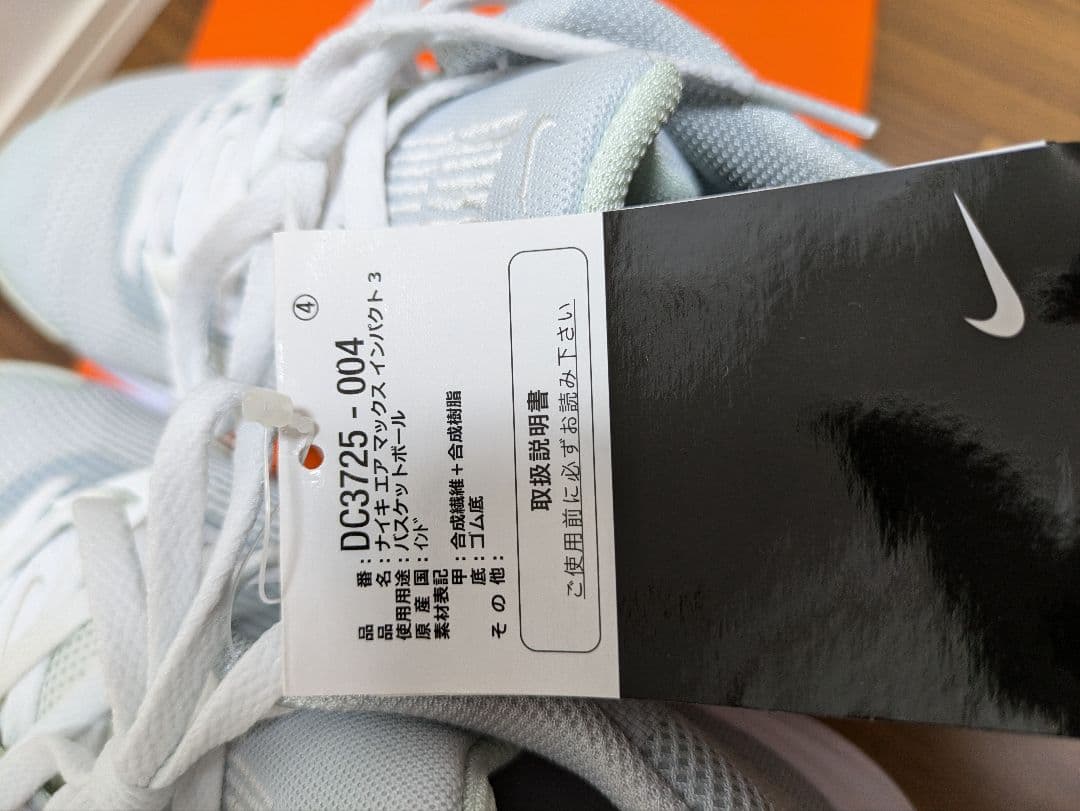 ④
品番：DC3725 - 004
品名：ナイキ エア マックス インパクト 3
使用用途：バスケットボール
原産国：インド
素材表記
甲：合成繊維＋合成樹脂
底：ゴム底
その他：
取扱説明書
ご使用前に必ずお読み下さい